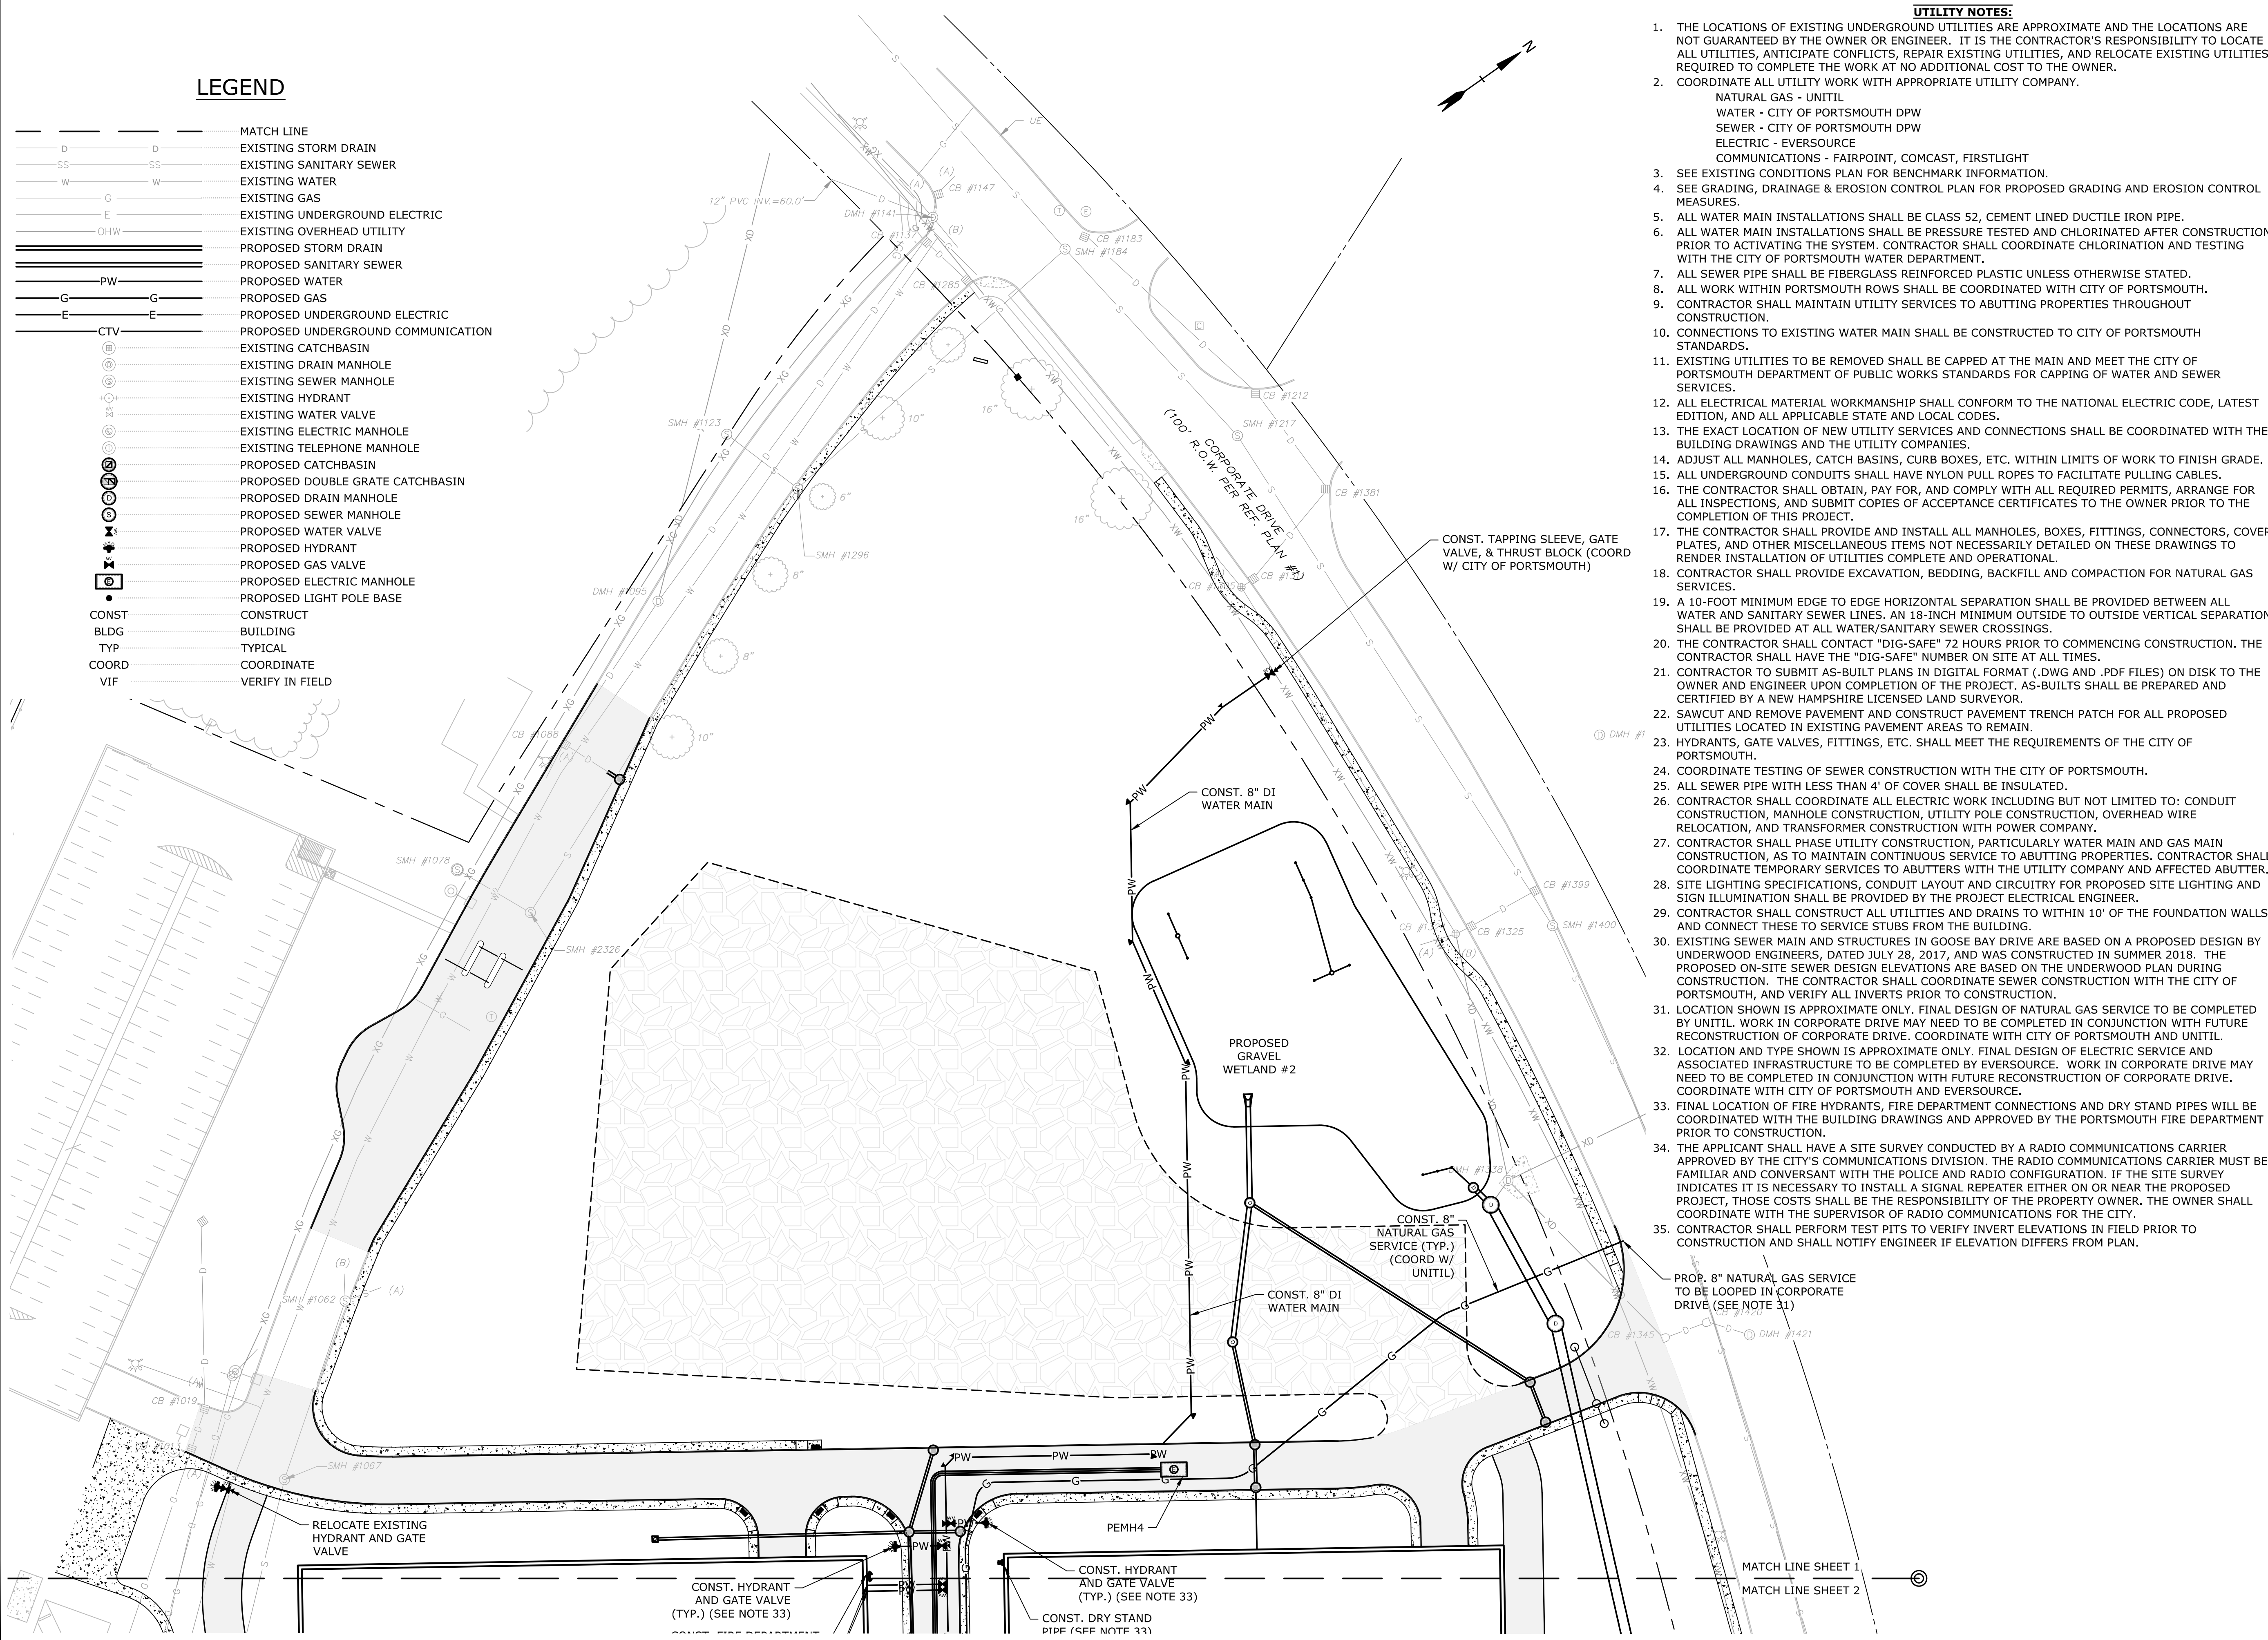 LEGEND
MATCH LINE
D D EXISTING STORM DRAIN
SS SS EXISTING SANITARY SEWER
W W EXISTING WATER
G EXISTING GAS
E EXISTING UNDERGROUND ELECTRIC
OHW EXISTING OVERHEAD UTILITY
PROPOSED STORM DRAIN
PROPOSED SANITARY SEWER
PW PROPOSED WATER
G G PROPOSED GAS
E E PROPOSED UNDERGROUND ELECTRIC
CTV PROPOSED UNDERGROUND COMMUNICATION
EXISTING CATCHBASIN
EXISTING DRAIN MANHOLE
EXISTING SEWER MANHOLE
EXISTING HYDRANT
EXISTING WATER VALVE
EXISTING ELECTRIC MANHOLE
EXISTING TELEPHONE MANHOLE
PROPOSED CATCHBASIN
PROPOSED DOUBLE GRATE CATCHBASIN
PROPOSED DRAIN MANHOLE
PROPOSED SEWER MANHOLE
PROPOSED WATER VALVE
PROPOSED HYDRANT
PROPOSED GAS VALVE
PROPOSED ELECTRIC MANHOLE
PROPOSED LIGHT POLE BASE
CONST CONSTRUCT
BLDG BUILDING
TYP TYPICAL
COORD COORDINATE
VIF VERIFY IN FIELD
N
UE
12" PVC INV.=60.0'
DMH #1141
CB #1147
CB #1137
CB #1183
SMH #1184
CB #1285
CB #1212
SMH #1217
CB #1381
SMH #1123
SMH #1296
DMH #1095
10"
6"
8"
8"
10"
16"
16"
CORPORATE DRIVE
(100' R.O.W. PER
REF. PLAN #1)
CONST. TAPPING SLEEVE, GATE
VALVE, & THRUST BLOCK (COORD
W/ CITY OF PORTSMOUTH)
CB #1088
DMH #1
CONST. 8" DI
WATER MAIN
SMH #1078
SMH #2326
CB #1399
CB #1325
SMH #1400
PROPOSED
GRAVEL
WETLAND #2
CONST. 8"
NATURAL GAS
SERVICE (TYP.)
(COORD W/
UNITIL)
CONST. 8" DI
WATER MAIN
PROP. 8" NATURAL GAS SERVICE
TO BE LOOPED IN CORPORATE
DRIVE (SEE NOTE 31)
CB #1420
CB #1345
DMH #1421
(B)
SMH #1062
(A)
CB #1019
SMH #1067
RELOCATE EXISTING
HYDRANT AND GATE
VALVE
PEMH4
CONST. HYDRANT
AND GATE VALVE
(TYP.) (SEE NOTE 33)
CONST. HYDRANT
AND GATE VALVE
(TYP.) (SEE NOTE 33)
CONST. DRY STAND
PIPE (SEE NOTE 33)
CONST. FIRE DEPARTMENT
MATCH LINE SHEET 1
MATCH LINE SHEET 2
UTILITY NOTES:
1. THE LOCATIONS OF EXISTING UNDERGROUND UTILITIES ARE APPROXIMATE AND THE LOCATIONS ARE
NOT GUARANTEED BY THE OWNER OR ENGINEER. IT IS THE CONTRACTOR'S RESPONSIBILITY TO LOCATE
ALL UTILITIES, ANTICIPATE CONFLICTS, REPAIR EXISTING UTILITIES, AND RELOCATE EXISTING UTILITIES
REQUIRED TO COMPLETE THE WORK AT NO ADDITIONAL COST TO THE OWNER.
2. COORDINATE ALL UTILITY WORK WITH APPROPRIATE UTILITY COMPANY.
NATURAL GAS - UNITIL
WATER - CITY OF PORTSMOUTH DPW
SEWER - CITY OF PORTSMOUTH DPW
ELECTRIC - EVERSOURCE
COMMUNICATIONS - FAIRPOINT, COMCAST, FIRSTLIGHT
3. SEE EXISTING CONDITIONS PLAN FOR BENCHMARK INFORMATION.
4. SEE GRADING, DRAINAGE & EROSION CONTROL PLAN FOR PROPOSED GRADING AND EROSION CONTROL
MEASURES.
5. ALL WATER MAIN INSTALLATIONS SHALL BE CLASS 52, CEMENT LINED DUCTILE IRON PIPE.
6. ALL WATER MAIN INSTALLATIONS SHALL BE PRESSURE TESTED AND CHLORINATED AFTER CONSTRUCTION
PRIOR TO ACTIVATING THE SYSTEM. CONTRACTOR SHALL COORDINATE CHLORINATION AND TESTING
WITH THE CITY OF PORTSMOUTH WATER DEPARTMENT.
7. ALL SEWER PIPE SHALL BE FIBERGLASS REINFORCED PLASTIC UNLESS OTHERWISE STATED.
8. ALL WORK WITHIN PORTSMOUTH ROWS SHALL BE COORDINATED WITH CITY OF PORTSMOUTH.
9. CONTRACTOR SHALL MAINTAIN UTILITY SERVICES TO ABUTTING PROPERTIES THROUGHOUT
CONSTRUCTION.
10. CONNECTIONS TO EXISTING WATER MAIN SHALL BE CONSTRUCTED TO CITY OF PORTSMOUTH
STANDARDS.
11. EXISTING UTILITIES TO BE REMOVED SHALL BE CAPPED AT THE MAIN AND MEET THE CITY OF
PORTSMOUTH DEPARTMENT OF PUBLIC WORKS STANDARDS FOR CAPPING OF WATER AND SEWER
SERVICES.
12. ALL ELECTRICAL MATERIAL WORKMANSHIP SHALL CONFORM TO THE NATIONAL ELECTRIC CODE, LATEST
EDITION, AND ALL APPLICABLE STATE AND LOCAL CODES.
13. THE EXACT LOCATION OF NEW UTILITY SERVICES AND CONNECTIONS SHALL BE COORDINATED WITH THE
BUILDING DRAWINGS AND THE UTILITY COMPANIES.
14. ADJUST ALL MANHOLES, CATCH BASINS, CURB BOXES, ETC. WITHIN LIMITS OF WORK TO FINISH GRADE.
15. ALL UNDERGROUND CONDUITS SHALL HAVE NYLON PULL ROPES TO FACILITATE PULLING CABLES.
16. THE CONTRACTOR SHALL OBTAIN, PAY FOR, AND COMPLY WITH ALL REQUIRED PERMITS, ARRANGE FOR
ALL INSPECTIONS, AND SUBMIT COPIES OF ACCEPTANCE CERTIFICATES TO THE OWNER PRIOR TO THE
COMPLETION OF THIS PROJECT.
17. THE CONTRACTOR SHALL PROVIDE AND INSTALL ALL MANHOLES, BOXES, FITTINGS, CONNECTORS, COVER
PLATES, AND OTHER MISCELLANEOUS ITEMS NOT NECESSARILY DETAILED ON THESE DRAWINGS TO
RENDER INSTALLATION OF UTILITIES COMPLETE AND OPERATIONAL.
18. CONTRACTOR SHALL PROVIDE EXCAVATION, BEDDING, BACKFILL AND COMPACTION FOR NATURAL GAS
SERVICES.
19. A 10-FOOT MINIMUM EDGE TO EDGE HORIZONTAL SEPARATION SHALL BE PROVIDED BETWEEN ALL
WATER AND SANITARY SEWER LINES. AN 18-INCH MINIMUM OUTSIDE TO OUTSIDE VERTICAL SEPARATION
SHALL BE PROVIDED AT ALL WATER/SANITARY SEWER CROSSINGS.
20. THE CONTRACTOR SHALL CONTACT "DIG-SAFE" 72 HOURS PRIOR TO COMMENCING CONSTRUCTION. THE
CONTRACTOR SHALL HAVE THE "DIG-SAFE" NUMBER ON SITE AT ALL TIMES.
21. CONTRACTOR TO SUBMIT AS-BUILT PLANS IN DIGITAL FORMAT (.DWG AND .PDF FILES) ON DISK TO THE
OWNER AND ENGINEER UPON COMPLETION OF THE PROJECT. AS-BUILTS SHALL BE PREPARED AND
CERTIFIED BY A NEW HAMPSHIRE LICENSED LAND SURVEYOR.
22. SAWCUT AND REMOVE PAVEMENT AND CONSTRUCT PAVEMENT TRENCH PATCH FOR ALL PROPOSED
UTILITIES LOCATED IN EXISTING PAVEMENT AREAS TO REMAIN.
23. HYDRANTS, GATE VALVES, FITTINGS, ETC. SHALL MEET THE REQUIREMENTS OF THE CITY OF
PORTSMOUTH.
24. COORDINATE TESTING OF SEWER CONSTRUCTION WITH THE CITY OF PORTSMOUTH.
25. ALL SEWER PIPE WITH LESS THAN 4' OF COVER SHALL BE INSULATED.
26. CONTRACTOR SHALL COORDINATE ALL ELECTRIC WORK INCLUDING BUT NOT LIMITED TO: CONDUIT
CONSTRUCTION, MANHOLE CONSTRUCTION, UTILITY POLE CONSTRUCTION, OVERHEAD WIRE
RELOCATION, AND TRANSFORMER CONSTRUCTION WITH POWER COMPANY.
27. CONTRACTOR SHALL PHASE UTILITY CONSTRUCTION, PARTICULARLY WATER MAIN AND GAS MAIN
CONSTRUCTION, AS TO MAINTAIN CONTINUOUS SERVICE TO ABUTTING PROPERTIES. CONTRACTOR SHALL
COORDINATE TEMPORARY SERVICES TO ABUTTERS WITH THE UTILITY COMPANY AND AFFECTED ABUTTER.
28. SITE LIGHTING SPECIFICATIONS, CONDUIT LAYOUT AND CIRCUITRY FOR PROPOSED SITE LIGHTING AND
SIGN ILLUMINATION SHALL BE PROVIDED BY THE PROJECT ELECTRICAL ENGINEER.
29. CONTRACTOR SHALL CONSTRUCT ALL UTILITIES AND DRAINS TO WITHIN 10' OF THE FOUNDATION WALLS
AND CONNECT THESE TO SERVICE STUBS FROM THE BUILDING.
30. EXISTING SEWER MAIN AND STRUCTURES IN GOOSE BAY DRIVE ARE BASED ON A PROPOSED DESIGN BY
UNDERWOOD ENGINEERS, DATED JULY 28, 2017, AND WAS CONSTRUCTED IN SUMMER 2018. THE
PROPOSED ON-SITE SEWER DESIGN ELEVATIONS ARE BASED ON THE UNDERWOOD PLAN DURING
CONSTRUCTION. THE CONTRACTOR SHALL COORDINATE SEWER CONSTRUCTION WITH THE CITY OF
PORTSMOUTH, AND VERIFY ALL INVERTS PRIOR TO CONSTRUCTION.
31. LOCATION SHOWN IS APPROXIMATE ONLY. FINAL DESIGN OF NATURAL GAS SERVICE TO BE COMPLETED
BY UNITIL. WORK IN CORPORATE DRIVE MAY NEED TO BE COMPLETED IN CONJUNCTION WITH FUTURE
RECONSTRUCTION OF CORPORATE DRIVE. COORDINATE WITH CITY OF PORTSMOUTH AND UNITIL.
32. LOCATION AND TYPE SHOWN IS APPROXIMATE ONLY. FINAL DESIGN OF ELECTRIC SERVICE AND
ASSOCIATED INFRASTRUCTURE TO BE COMPLETED BY EVERSOURCE. WORK IN CORPORATE DRIVE MAY
NEED TO BE COMPLETED IN CONJUNCTION WITH FUTURE RECONSTRUCTION OF CORPORATE DRIVE.
COORDINATE WITH CITY OF PORTSMOUTH AND EVERSOURCE.
33. FINAL LOCATION OF FIRE HYDRANTS, FIRE DEPARTMENT CONNECTIONS AND DRY STAND PIPES WILL BE
COORDINATED WITH THE BUILDING DRAWINGS AND APPROVED BY THE PORTSMOUTH FIRE DEPARTMENT
PRIOR TO CONSTRUCTION.
34. THE APPLICANT SHALL HAVE A SITE SURVEY CONDUCTED BY A RADIO COMMUNICATIONS CARRIER
APPROVED BY THE CITY'S COMMUNICATIONS DIVISION. THE RADIO COMMUNICATIONS CARRIER MUST BE
FAMILIAR AND CONVERSANT WITH THE POLICE AND RADIO CONFIGURATION. IF THE SITE SURVEY
INDICATES IT IS NECESSARY TO INSTALL A SIGNAL REPEATER EITHER ON OR NEAR THE PROPOSED
PROJECT, THOSE COSTS SHALL BE THE RESPONSIBILITY OF THE PROPERTY OWNER. THE OWNER SHALL
COORDINATE WITH THE SUPERVISOR OF RADIO COMMUNICATIONS FOR THE CITY.
35. CONTRACTOR SHALL PERFORM TEST PITS TO VERIFY INVERT ELEVATIONS IN FIELD PRIOR TO
CONSTRUCTION AND SHALL NOTIFY ENGINEER IF ELEVATION DIFFERS FROM PLAN.